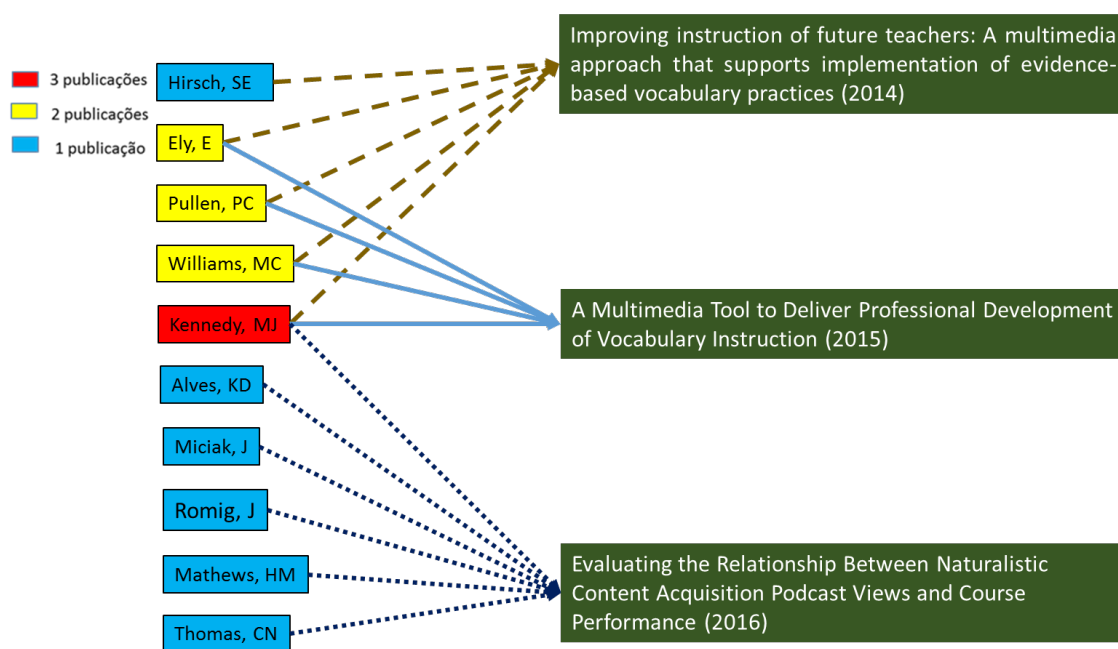 3 publicações
2 publicações
1 publicação
Hirsch, SE
Ely, E
Pullen, PC
Williams, MC
Kennedy, MJ
Alves, KD
Miciak, J
Romig, J
Mathews, HM
Thomas, CN
Improving instruction of future teachers: A multimedia
approach that supports implementation of evidence-
based vocabulary practices (2014)
A Multimedia Tool to Deliver Professional Development
of Vocabulary Instruction (2015)
Evaluating the Relationship Between Naturalistic
Content Acquisition Podcast Views and Course
Performance (2016)